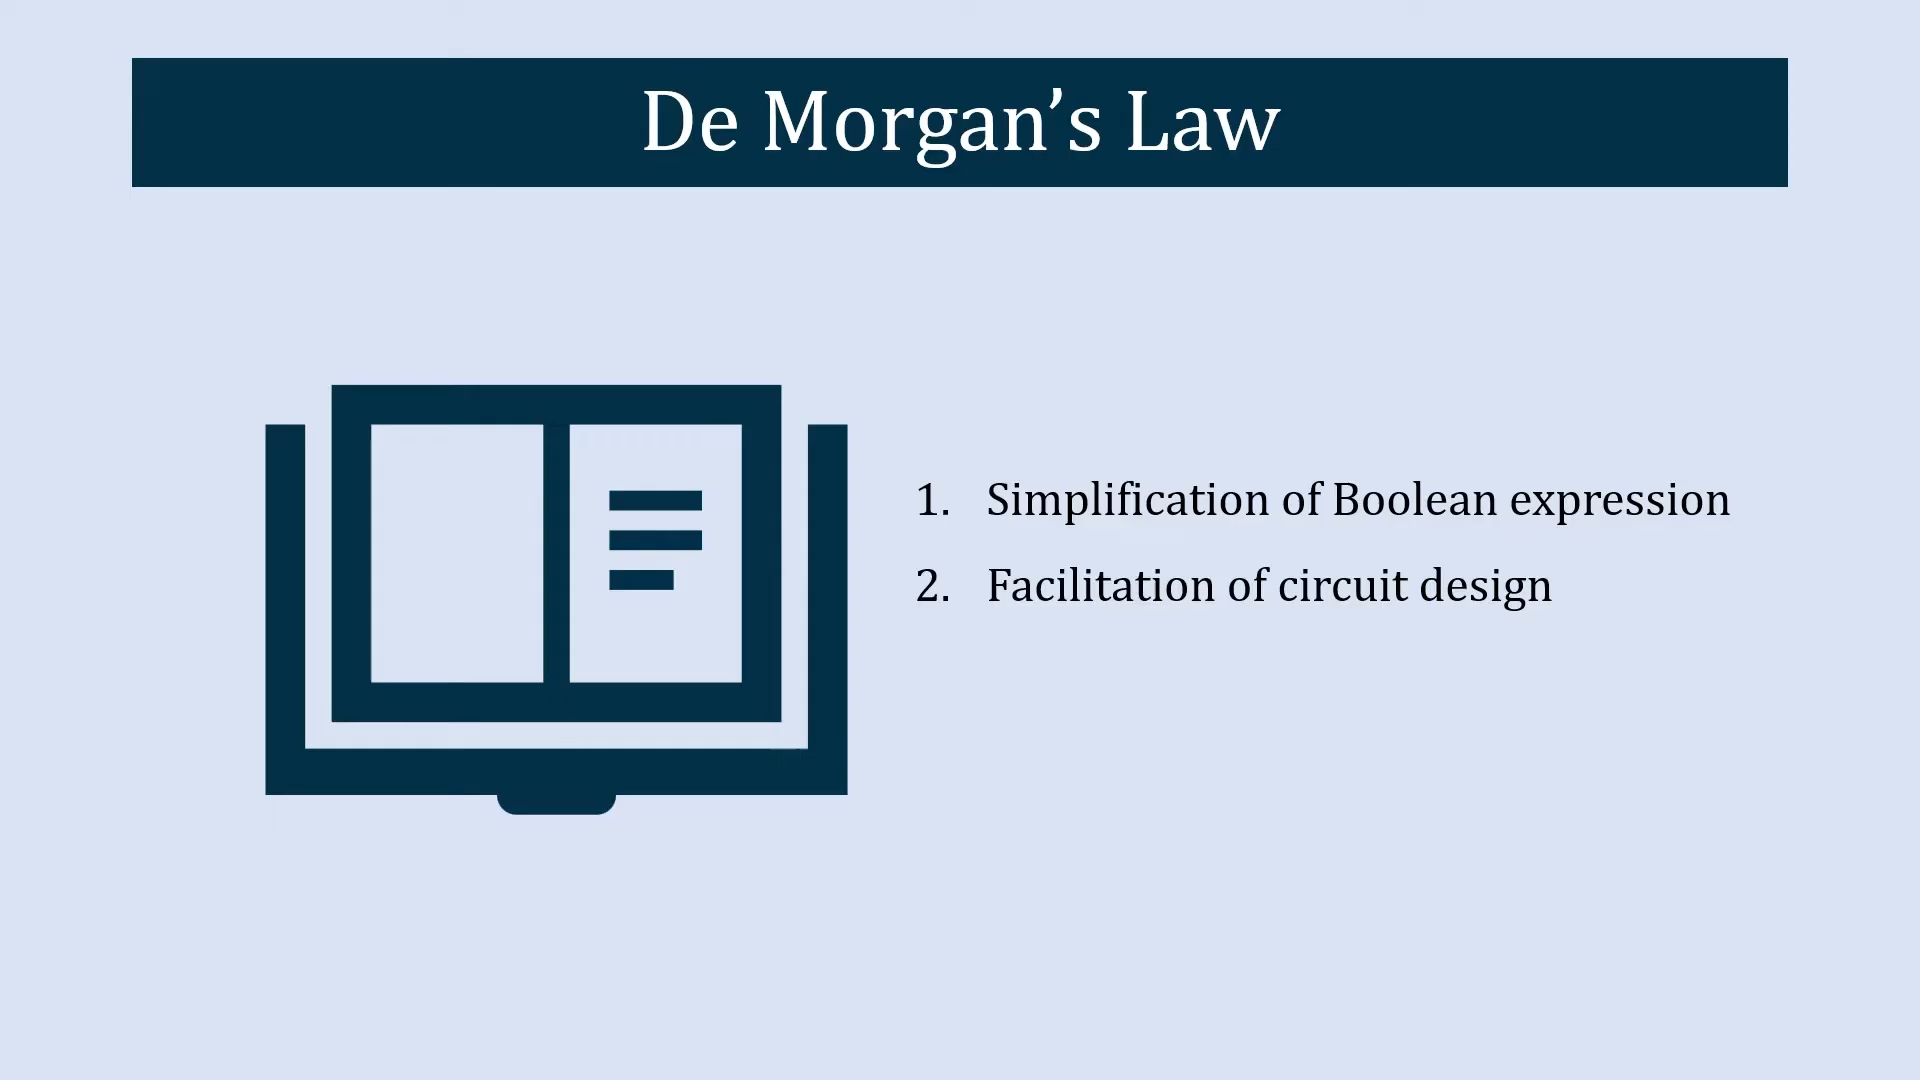 De Morgan’s Law
1. Simplification of Boolean expression
2. Facilitation of circuit design